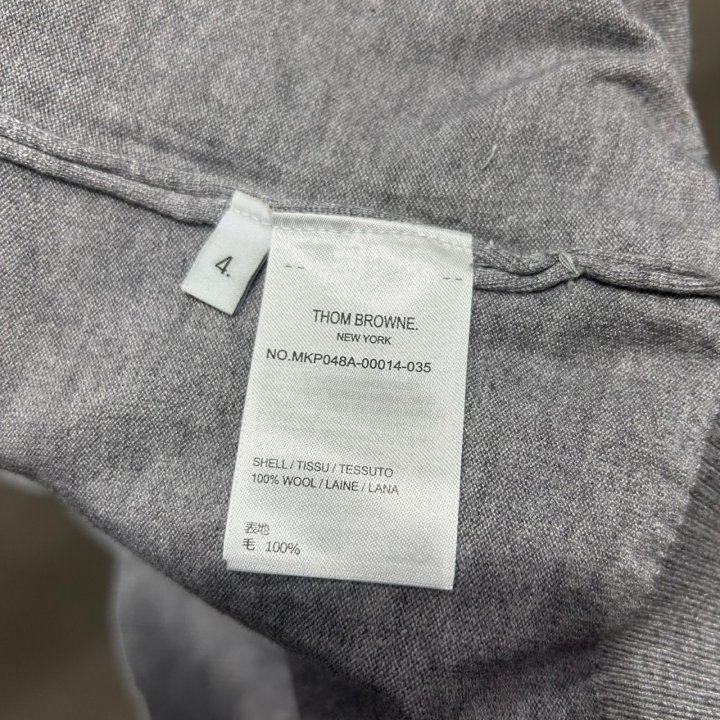 4.
THOM BROWNE.
NEW YORK
NO.MKP048A-00014-035
SHELL / TISSU / TESSUTO
100% WOOL / LAINE / LANA
表地
毛 100%